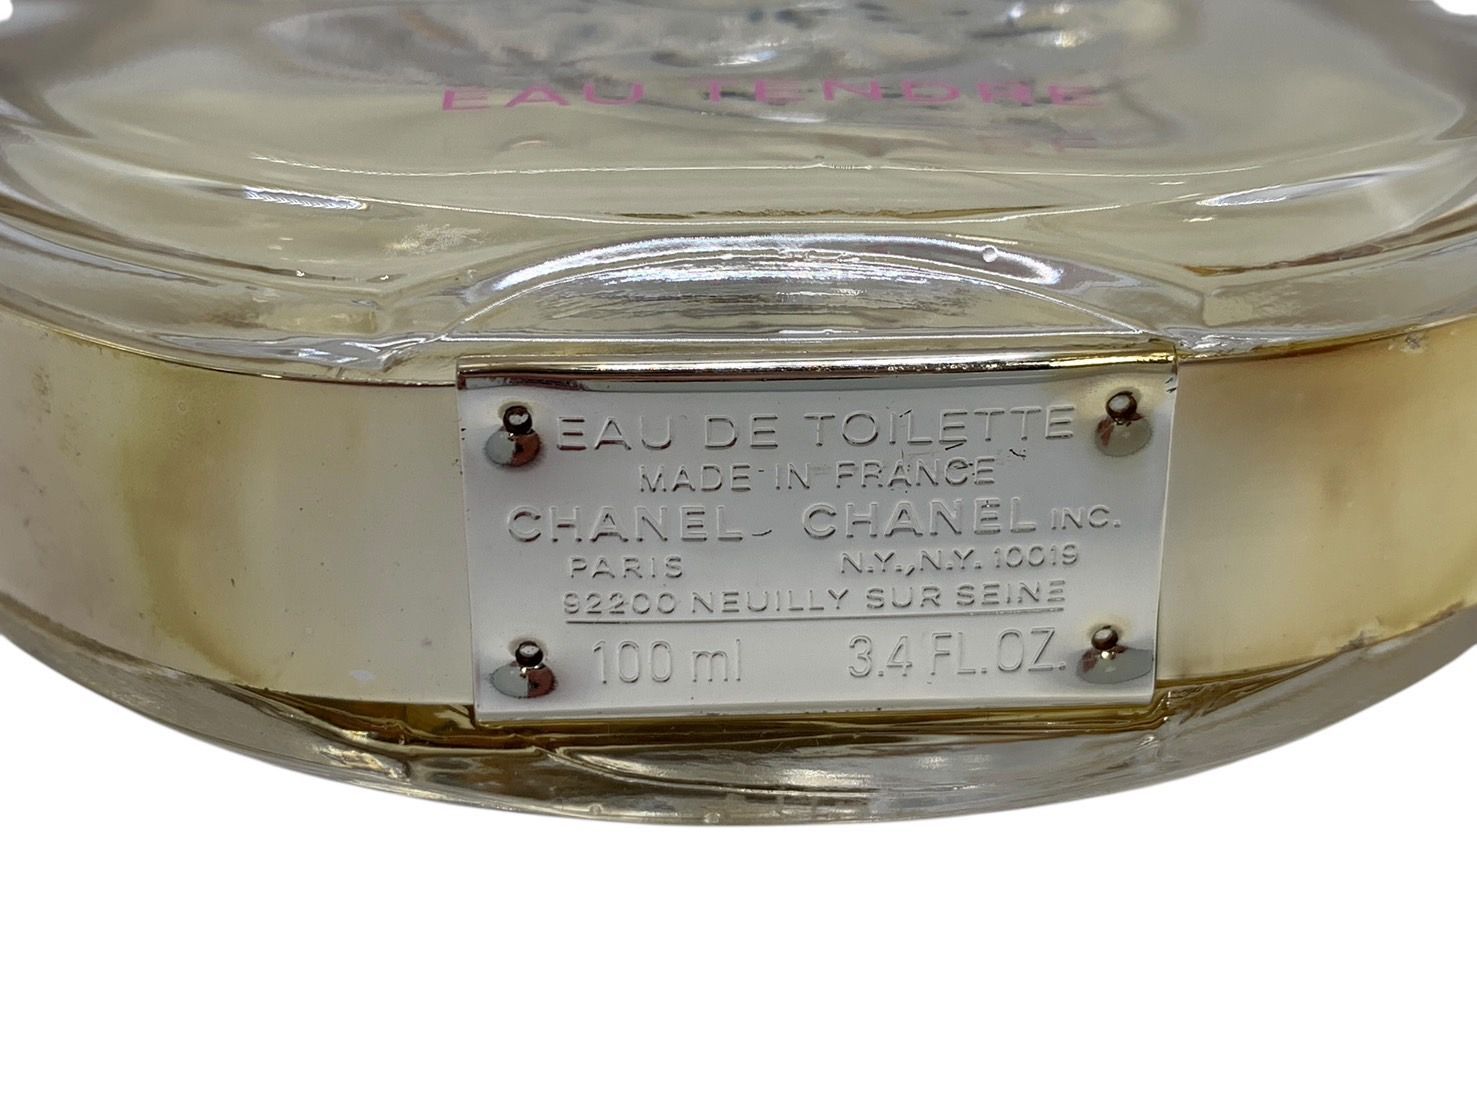 EAU TENDRE
EAU DE TOILETTE
MADE IN FRANCE
CHANEL CHANEL INC.
PARIS N.Y., N.Y. 10019
92200 NEUILLY SUR SEINE
100 ml 3.4 FL.OZ.